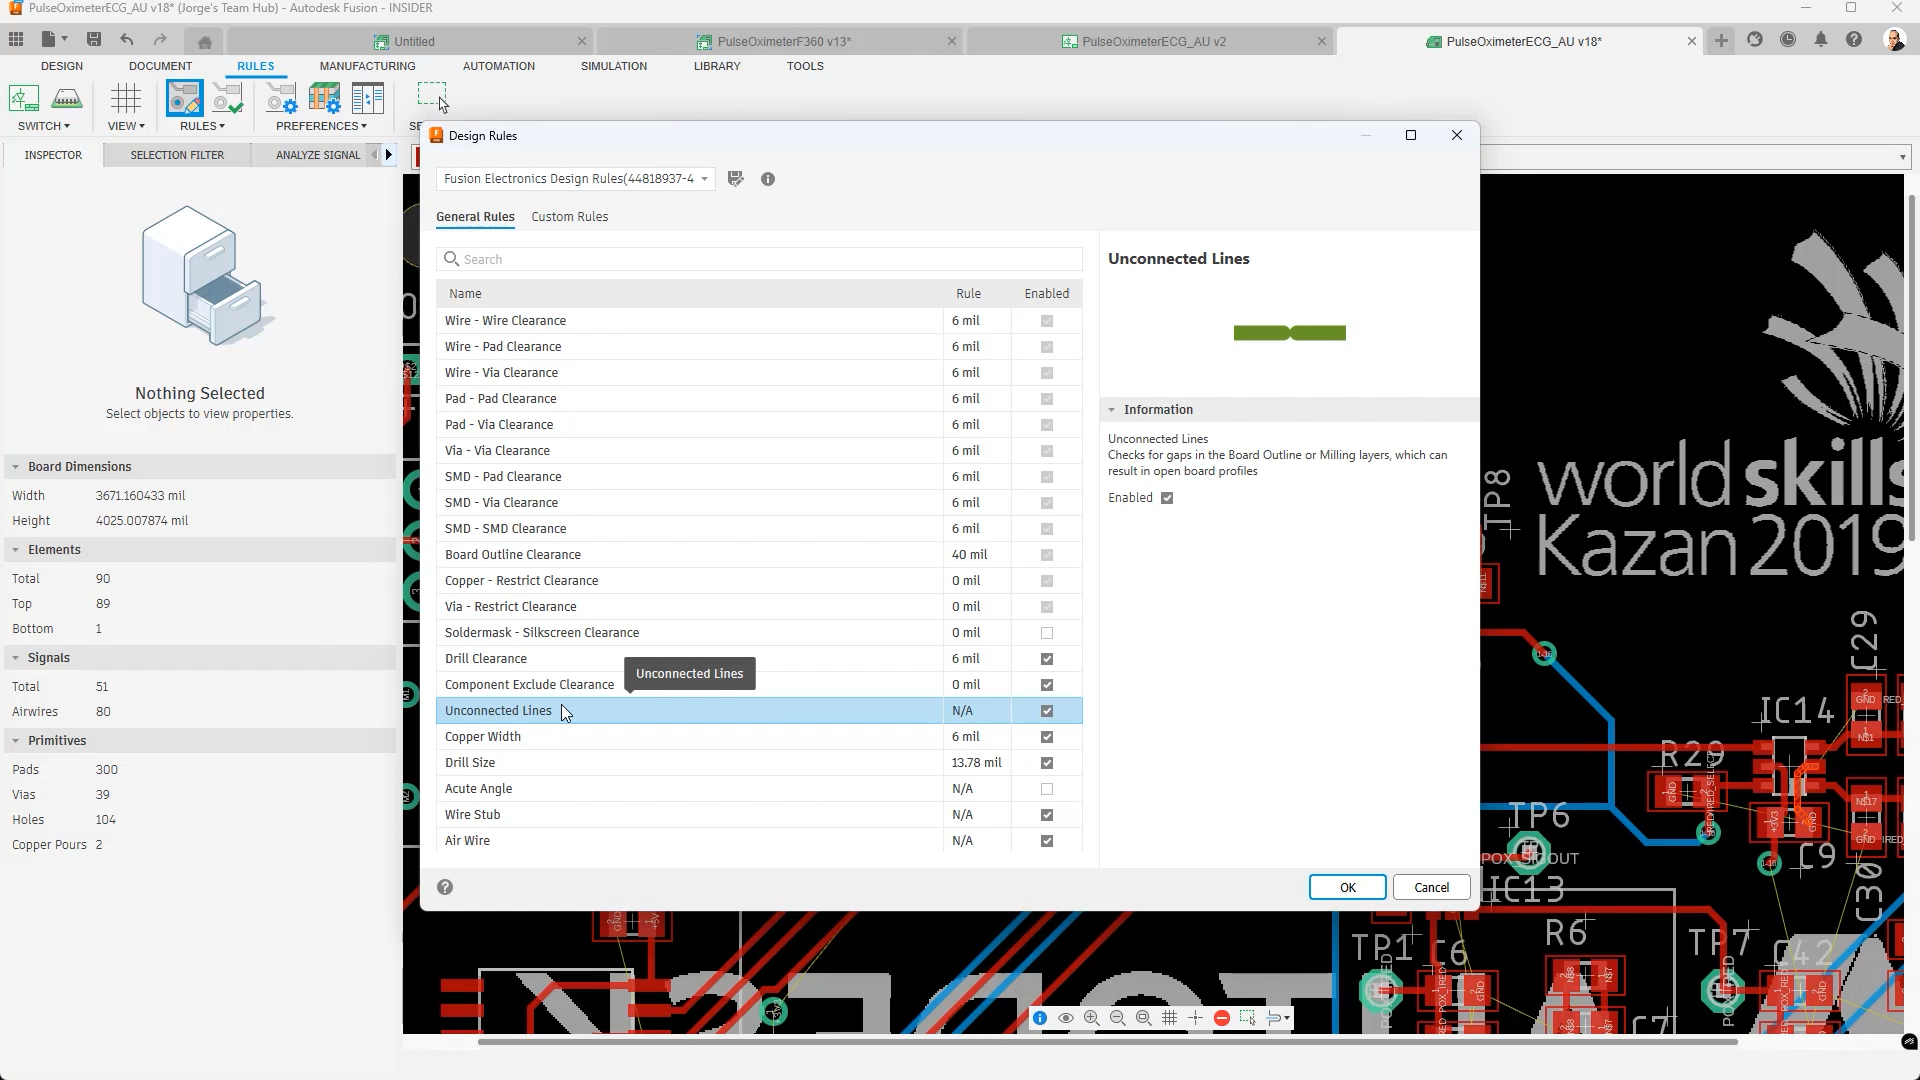 PulseOximeterECG_AU v18* (Jorge's Team Hub) - Autodesk Fusion - INSIDER
Untitled
PulseOximeterF360 v13*
PulseOximeterECG_AU v2
PulseOximeterECG_AU v18*
DESIGN
DOCUMENT
RULES
MANUFACTURING
AUTOMATION
SIMULATION
LIBRARY
TOOLS
SWITCH
VIEW
RULES
PREFERENCES
INSPECTOR
SELECTION FILTER
ANALYZE SIGNAL
Nothing Selected
Select objects to view properties.
Board Dimensions
Width 3671.160433 mil
Height 4025.007874 mil
Elements
Total 90
Top 89
Bottom 1
Signals
Total 51
Airwires 80
Primitives
Pads 300
Vias 39
Holes 104
Copper Pours 2
Design Rules
Fusion Electronics Design Rules(44818937-4
General Rules
Custom Rules
Search
Name Rule Enabled
Wire - Wire Clearance 6 mil
Wire - Pad Clearance 6 mil
Wire - Via Clearance 6 mil
Pad - Pad Clearance 6 mil
Pad - Via Clearance 6 mil
Via - Via Clearance 6 mil
SMD - Pad Clearance 6 mil
SMD - Via Clearance 6 mil
SMD - SMD Clearance 6 mil
Board Outline Clearance 40 mil
Copper - Restrict Clearance 0 mil
Via - Restrict Clearance 0 mil
Soldermask - Silkscreen Clearance 0 mil
Drill Clearance 6 mil
Component Exclude Clearance 0 mil
Unconnected Lines
Unconnected Lines N/A
Copper Width 6 mil
Drill Size 13.78 mil
Acute Angle N/A
Wire Stub N/A
Air Wire N/A
Unconnected Lines
Information
Unconnected Lines
Checks for gaps in the Board Outline or Milling layers, which can
result in open board profiles
Enabled
OK
Cancel
world skills
Kazan 2019
TP8
C29
IC14
R29
TP6
C9
C30
IC13
TP1
C6
R6
TP7
C42
C7
GND
N$1
N$17
+3V3